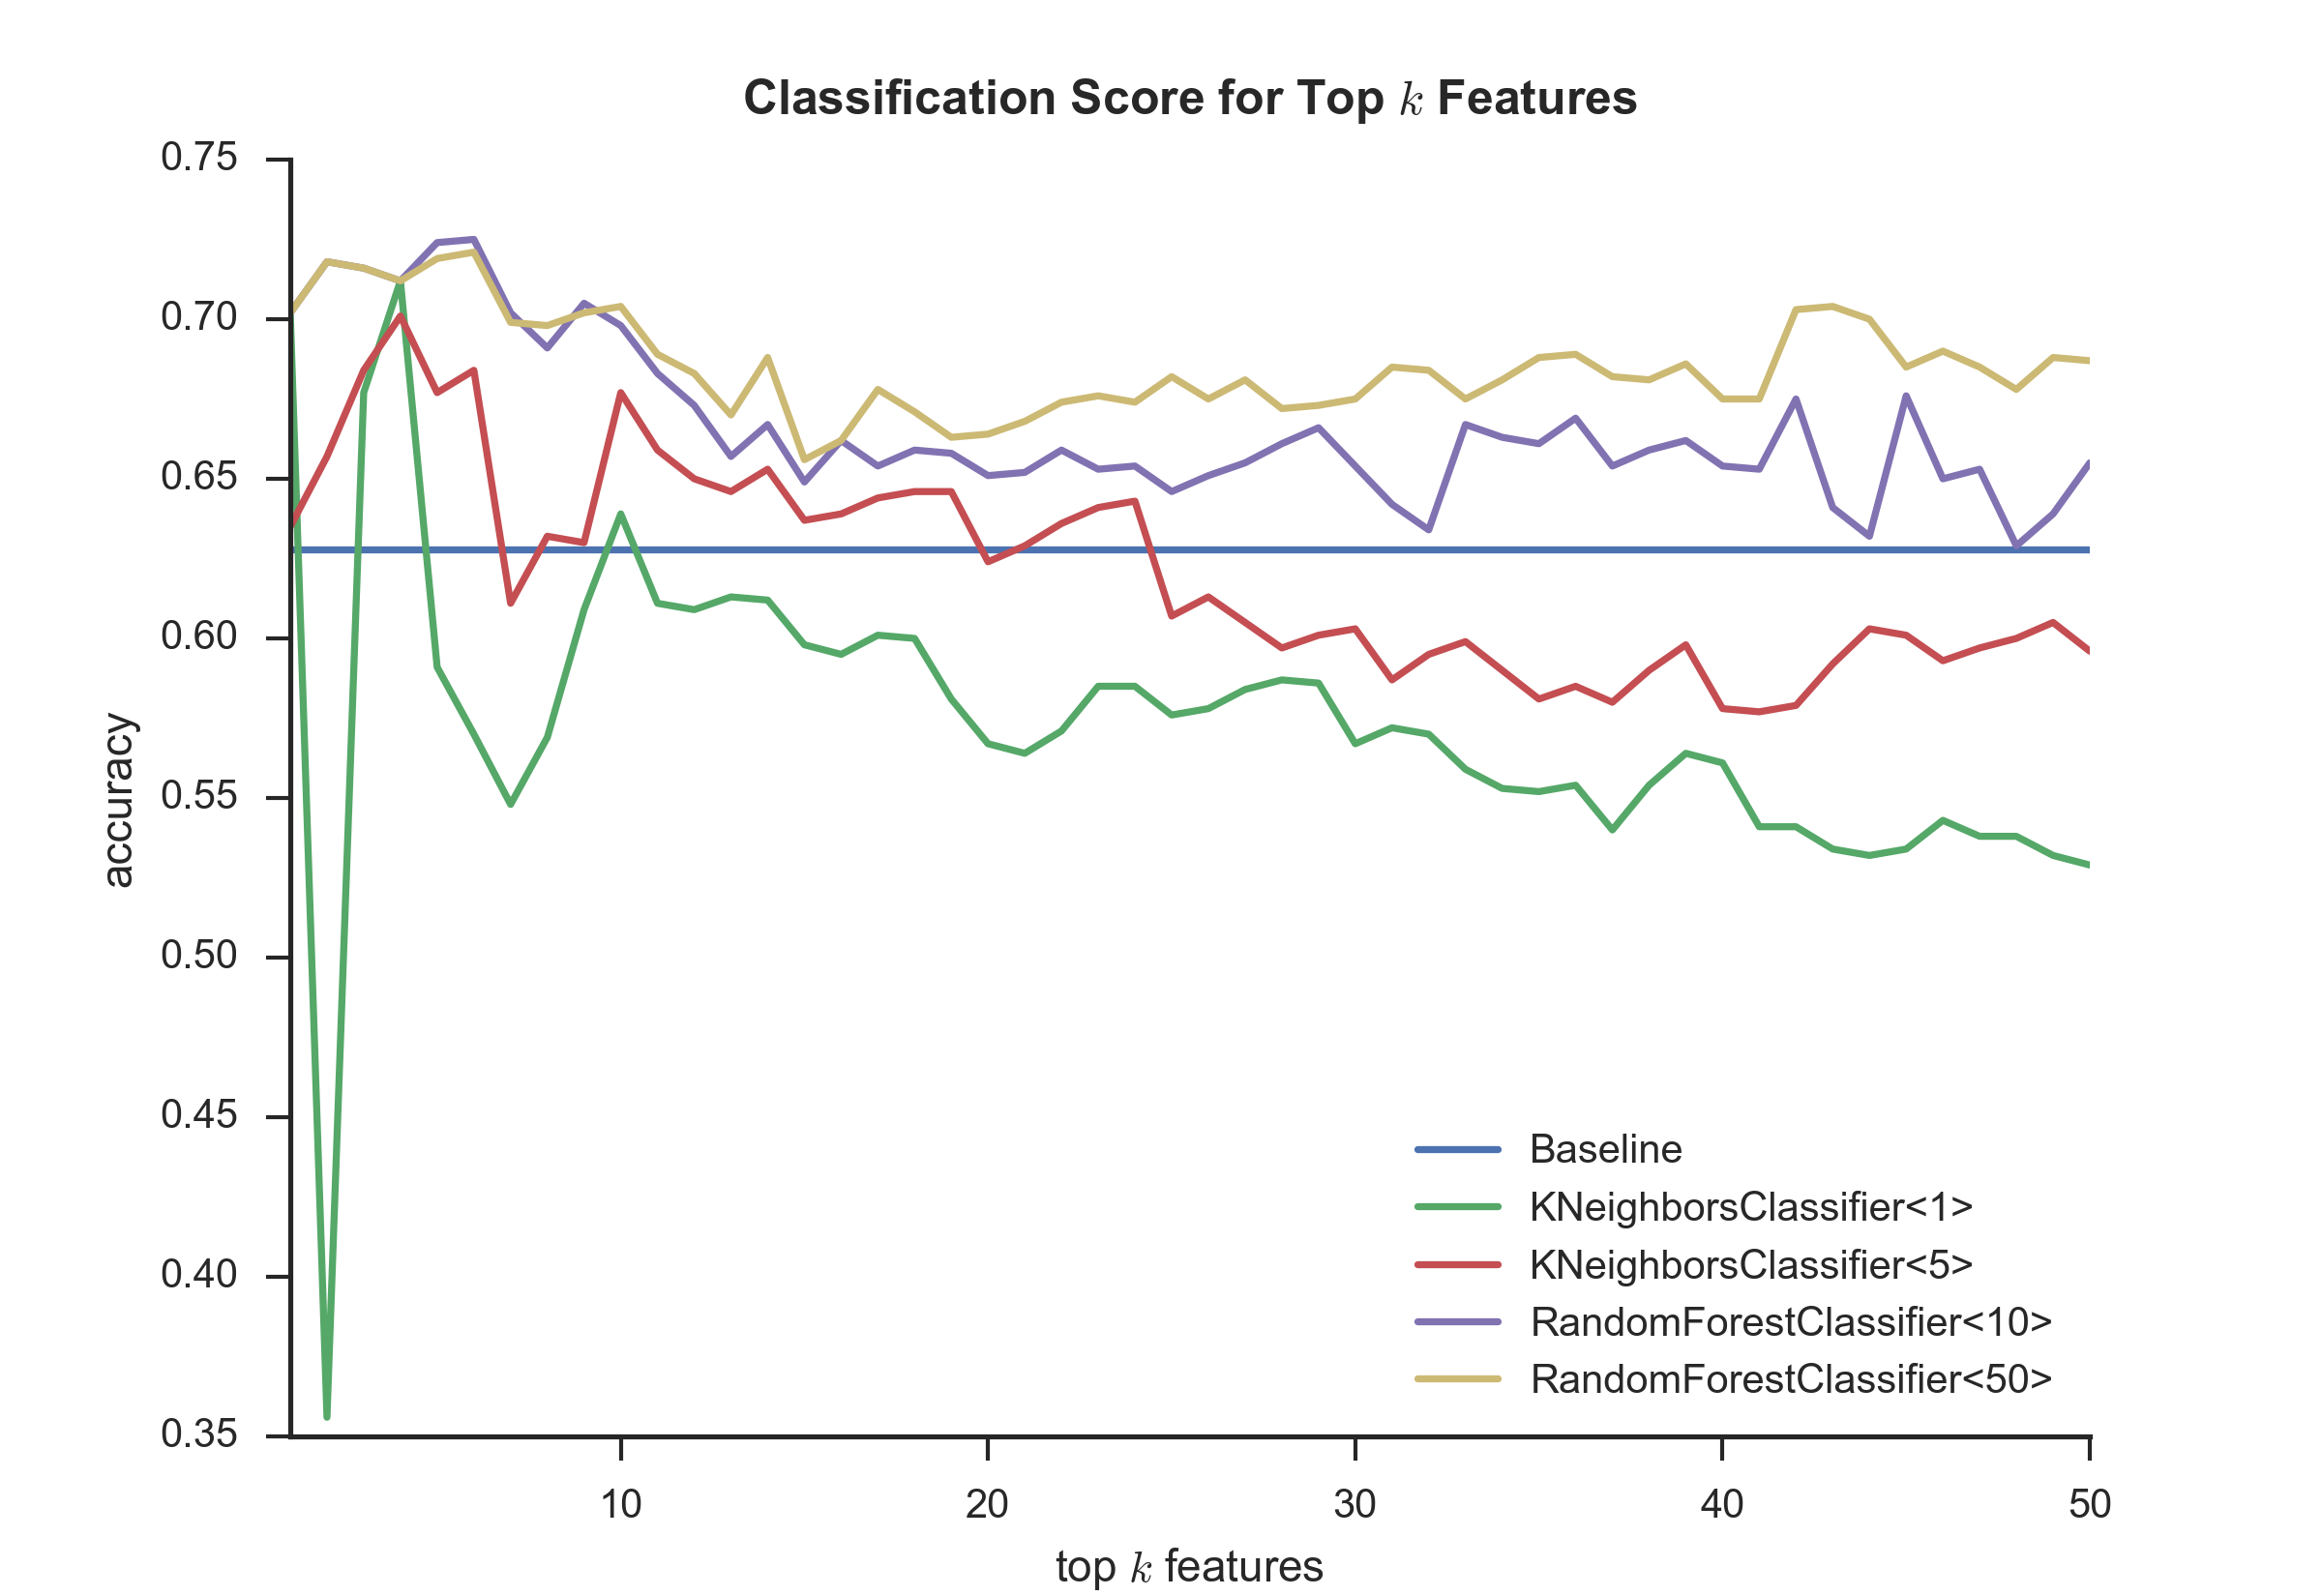 Classification Score for Top k Features
0.75
0.70
0.65
0.60
0.55
0.50
0.45
0.40
0.35
accuracy
Baseline
KNeighborsClassifier<1>
KNeighborsClassifier<5>
RandomForestClassifier<10>
RandomForestClassifier<50>
10 20 30 40 50
top k features